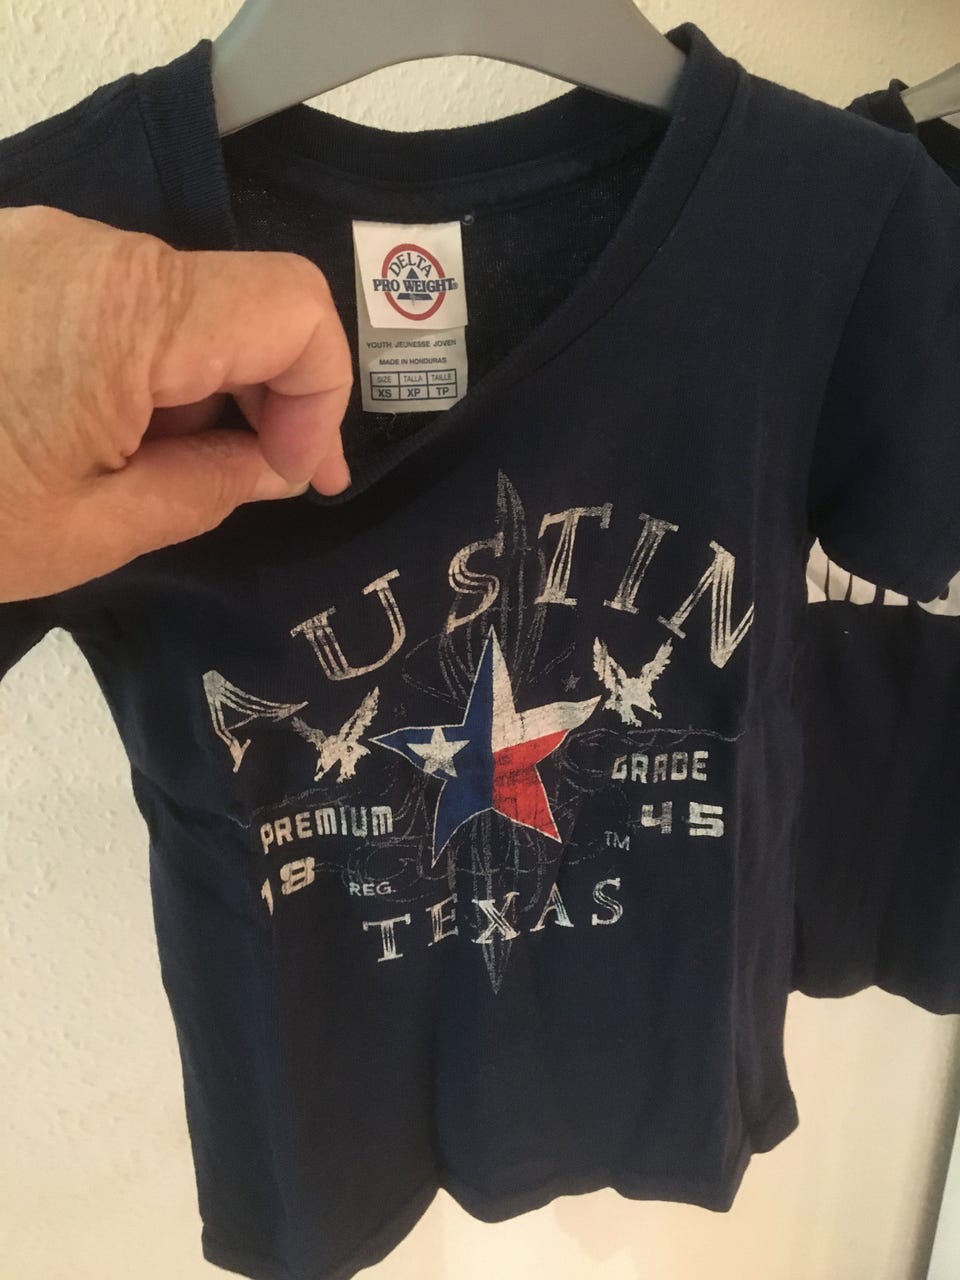 DELTA
PRO WEIGHT®
YOUTH JEUNESSE JOVEN
MADE IN HONDURAS
SIZE TALLA TAILLE
XS XP TP
AUSTIN
PREMIUM GRADE
18 45
REG. TM
TEXAS